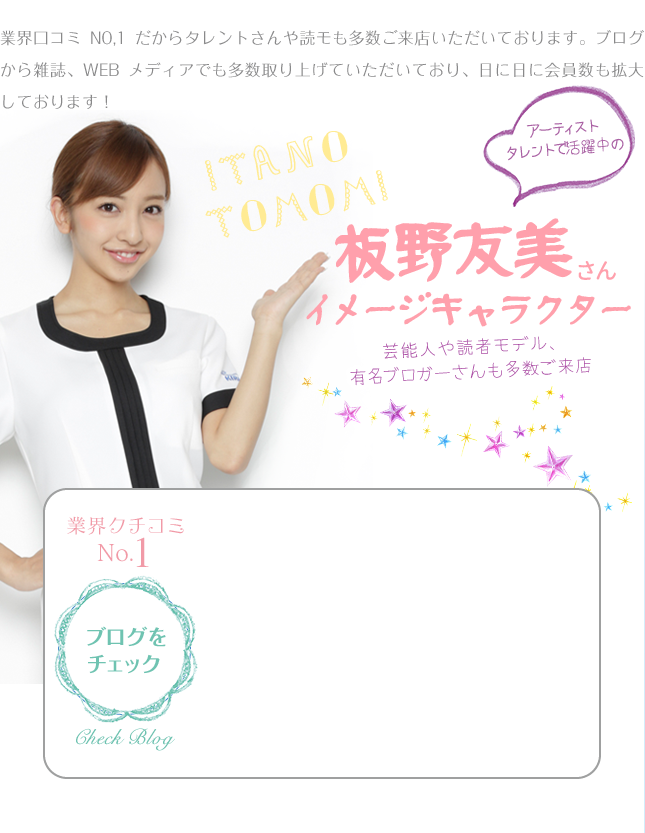 業界口コミ NO,1 だからタレントさんや読モも多数ご来店いただいております。ブログ
から雑誌、WEB メディアでも多数取り上げていただいており、日に日に会員数も拡大
しております！
アーティスト
タレントで活躍中の
ITANO
TOMOMI
板野友美さん
イメージキャラクター
芸能人や読者モデル、
有名ブロガーさんも多数ご来店
業界クチコミ
No.1
ブログを
チェック
Check Blog